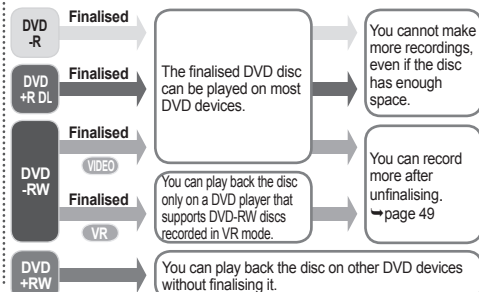 DVD
-R
Finalised
DVD
+R DL
Finalised
The finalised DVD disc
can be played on most
DVD devices.
You cannot make
more recordings,
even if the disc
has enough
space.
DVD
-RW
Finalised
VIDEO
Finalised
VR
You can play back the disc
only on a DVD player that
supports DVD-RW discs
recorded in VR mode.
You can record
more after
unfinalising.
➥page 49
DVD
+RW
You can play back the disc on other DVD devices
without finalising it.